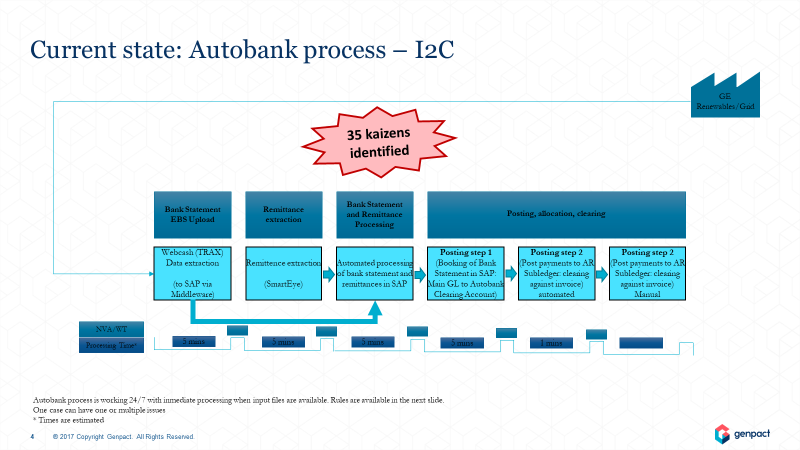 Current state: Autobank process – I2C
GE
Renewables/Grid
35 kaizens
identified
Bank Statement
EBS Upload
Remittance
extraction
Bank Statement
and Remittance
Processing
Posting, allocation, clearing
Webcash (TRAX)
Data extraction
(to SAP via
Middleware)
Remittence extraction
(SmartEye)
Automated processing
of bank statement and
remittances in SAP
Posting step 1
(Booking of Bank
Statement in SAP:
Main GL to Autobank
Clearing Account)
Posting step 2
(Post payments to AR
Subledger: clearing
against invoice)
automated
Posting step 2
(Post payments to AR
Subledger: clearing
against invoice)
Manual
NVA/WT
Processing Time*
5 mins
5 mins
5 mins
5 mins
1 mins
Autobank process is working 24/7 with inmediate processing when input files are available. Rules are available in the next slide.
One case can have one or multiple issues
* Times are estimated
4 © 2017 Copyright Genpact. All Rights Reserved.
genpact